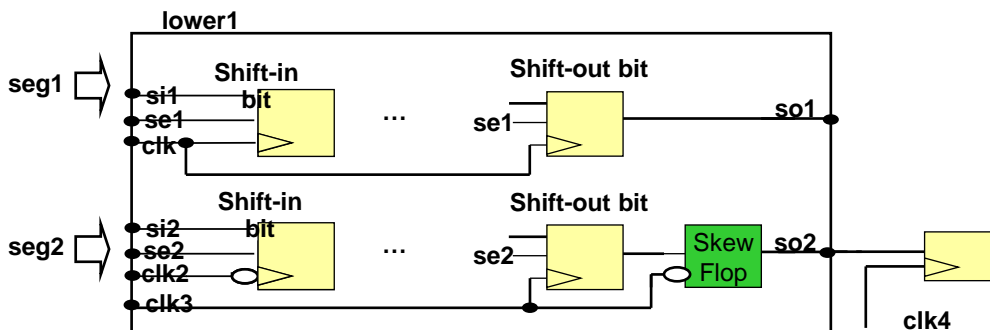 lower1
seg1
Shift-in
bit
si1
se1
clk
...
Shift-out bit
se1
so1
seg2
Shift-in
bit
si2
se2
clk2
clk3
...
Shift-out bit
se2
Skew
Flop
so2
clk4